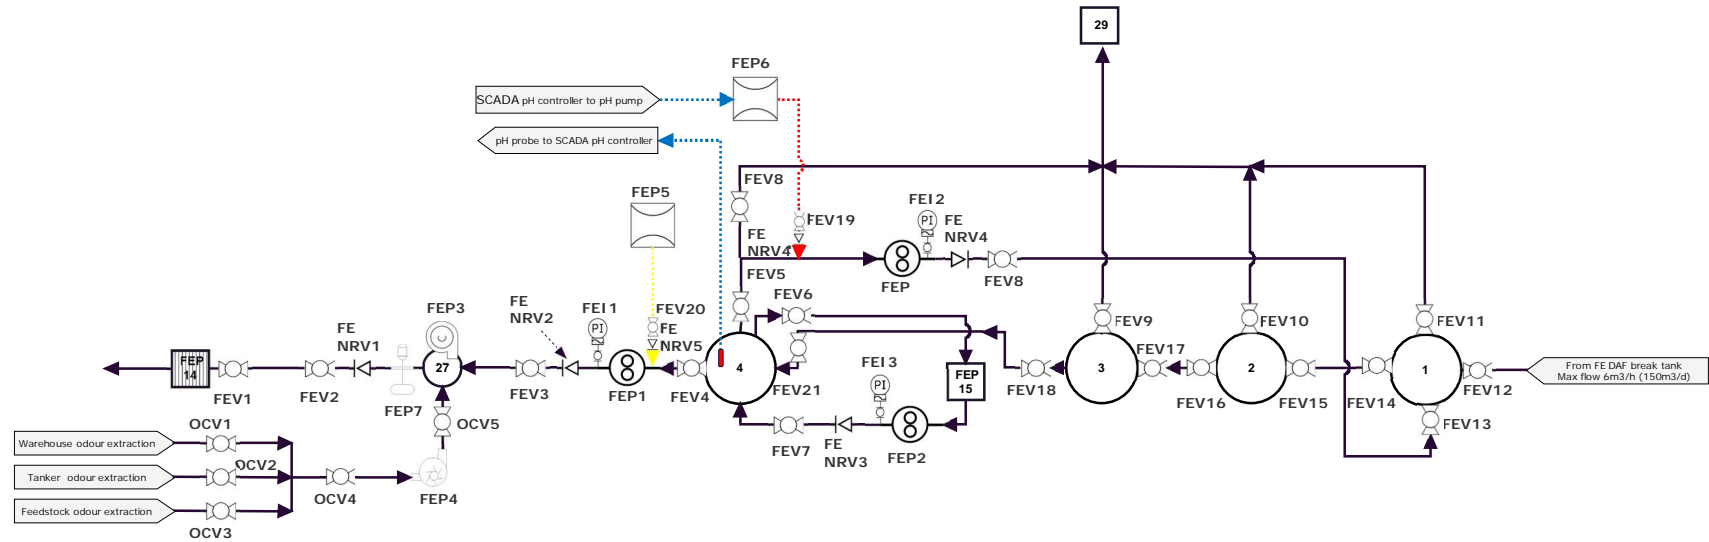 29
FEP6
SCADA pH controller to pH pump
pH probe to SCADA pH controller
FEV8
FEP5
FEI2
PI
FE
NRV4
FEV19
FE
NRV4
FEV5
FEP
FEV8
FEV6
FEP3
FE
NRV2
FEI1
PI
FEV20
FE
NRV5
FE
NRV1
FEV9
FEV10
FEV11
FEV17
FEP
14
27
4
3
2
1
From FE DAF break tank
Max flow 6m3/h (150m3/d)
FEI3
PI
FEP
15
FEV1
FEV2
FEP7
FEV3
FEP1
FEV4
FEV21
FEV18
FEV16
FEV15
FEV14
FEV12
FEV13
OCV1
OCV5
Warehouse odour extraction
OCV2
Tanker odour extraction
OCV4
FEP4
Feedstock odour extraction
OCV3
FEV7
FE
NRV3
FEP2